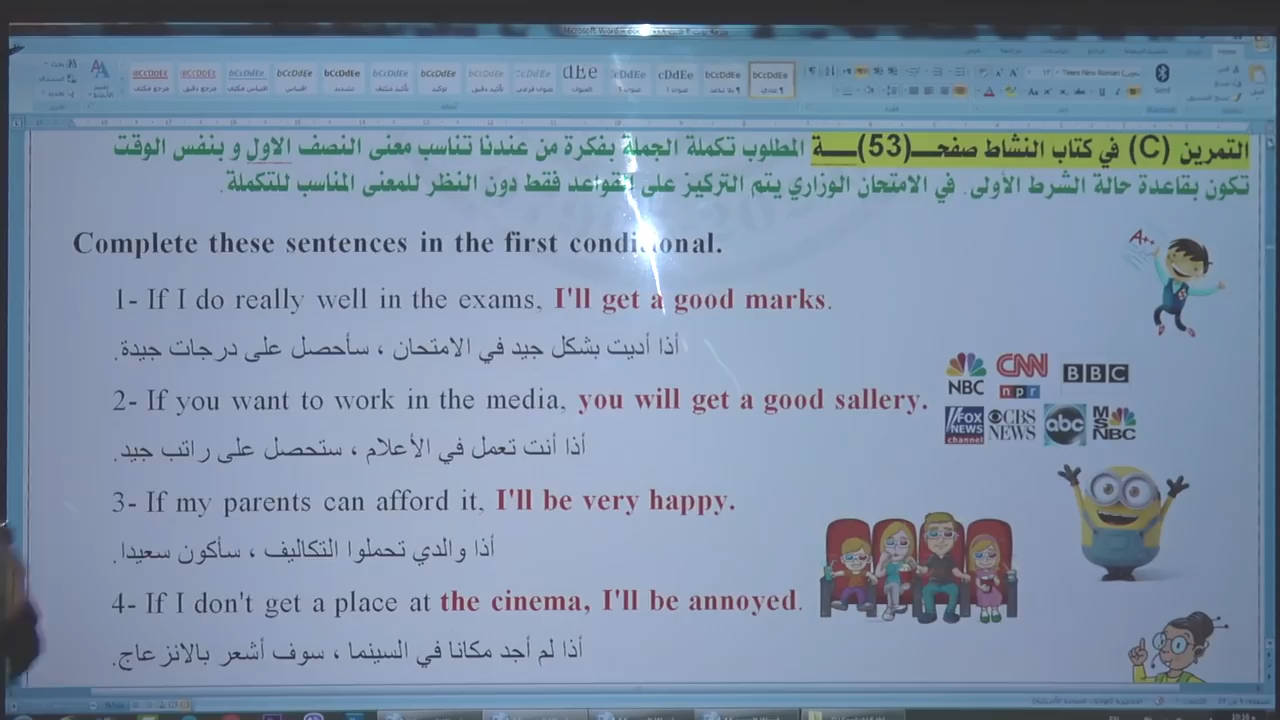 Microsoft Word
التمرين (C) في كتاب النشاط صفحـــ(53)ــــة المطلوب تكملة الجملة بفكرة من عندنا تناسب معنى النصف الاول و بنفس الوقت
تكون بقاعدة حالة الشرط الأولى. في الامتحان الوزاري يتم التركيز على القواعد فقط دون النظر للمعنى المناسب للتكملة.
Complete these sentences in the first conditional.
A++
1- If I do really well in the exams, I'll get a good marks.
أذا أديت بشكل جيد في الامتحان ، سأحصل على درجات جيدة.
NBC CNN npr BBC
2- If you want to work in the media, you will get a good sallery.
FOX NEWS channel CBS NEWS abc MSNBC
أذا أنت تعمل في الأعلام ، ستحصل على راتب جيد.
3- If my parents can afford it, I'll be very happy.
أذا والدي تحملوا التكاليف ، سأكون سعيدا.
4- If I don't get a place at the cinema, I'll be annoyed.
أذا لم أجد مكانا في السينما ، سوف أشعر بالانزعاج.